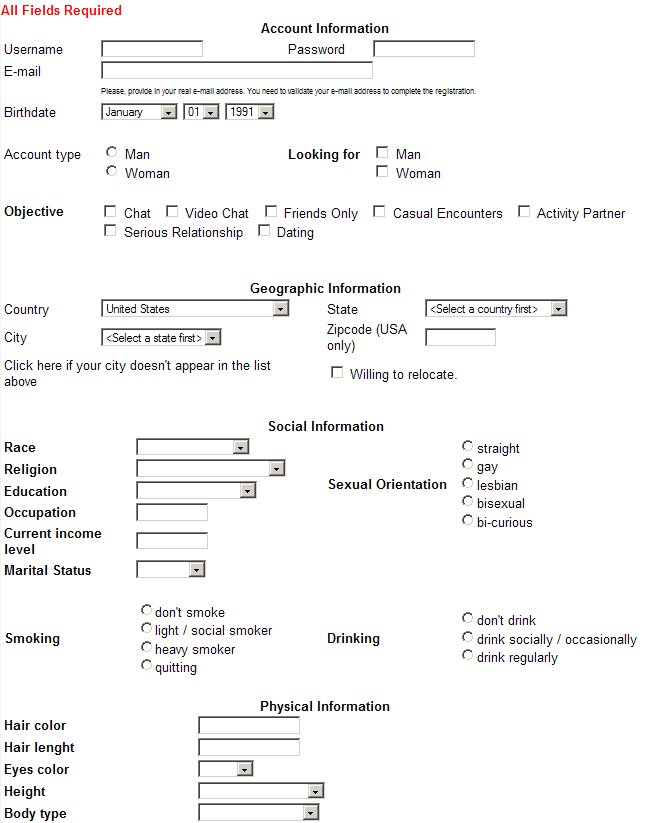 All Fields Required
Account Information
Username Password
E-mail
Please, provide in your real e-mail address. You need to validate your e-mail address to complete the registration.
Birthdate January 01 1991
Account type Man Looking for Man
Woman Woman
Objective Chat Video Chat Friends Only Casual Encounters Activity Partner
Serious Relationship Dating
Geographic Information
Country United States State <Select a country first>
City <Select a state first> Zipcode (USA only)
Click here if your city doesn't appear in the list above
Willing to relocate.
Social Information
Race
Religion
Education
Occupation
Current income level
Marital Status
Sexual Orientation
straight
gay
lesbian
bisexual
bi-curious
Smoking
don't smoke
light / social smoker
heavy smoker
quitting
Drinking
don't drink
drink socially / occasionally
drink regularly
Physical Information
Hair color
Hair lenght
Eyes color
Height
Body type